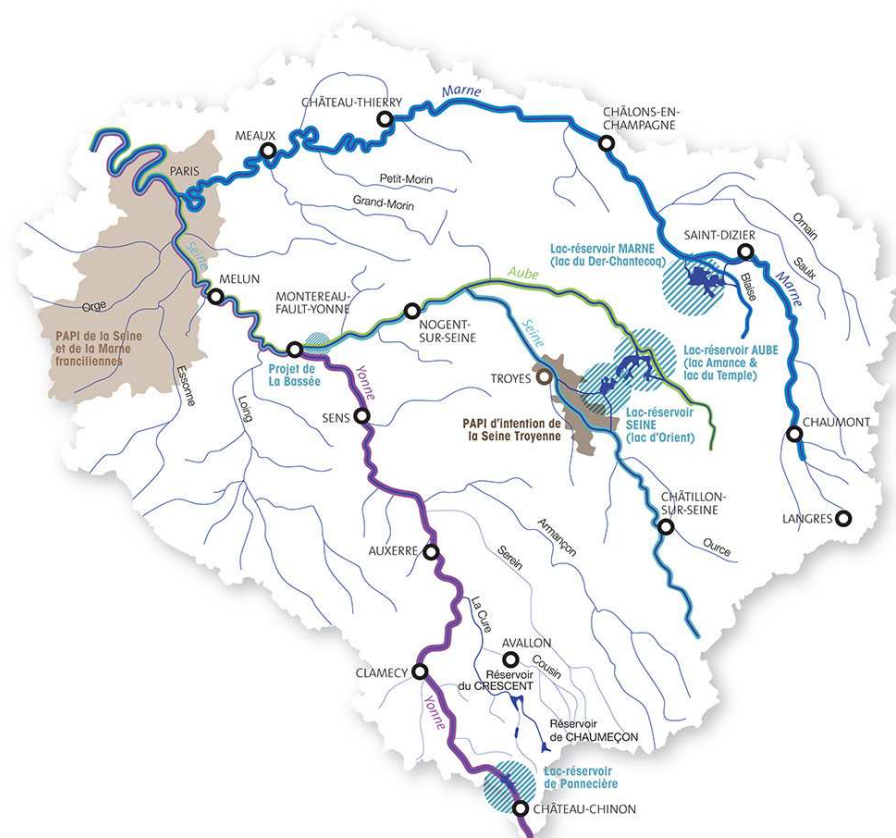 Marne
CHÂTEAU-THIERRY
CHÂLONS-EN-
CHAMPAGNE
MEAUX
PARIS
Petit-Morin
Grand-Morin
Ornain
Saulx
SAINT-DIZIER
Lac-réservoir MARNE
(lac du Der-Chantecoq)
Blaise
Marne
Seine
MELUN
Aube
Orge
MONTEREAU-
FAULT-YONNE
NOGENT-
SUR-SEINE
Seine
PAPI de la Seine
et de la Marne
franciliennes
Projet de
La Bassée
Lac-réservoir AUBE
(lac Amance &
lac du Temple)
TROYES
Essonne
Loing
Yonne
SENS
PAPI d'intention de
la Seine Troyenne
Lac-réservoir
SEINE
(lac d'Orient)
CHAUMONT
CHÂTILLON-
SUR-SEINE
LANGRES
Ource
Armançon
AUXERRE
Serein
La Cure
AVALLON
Cousin
CLAMECY
Réservoir
du CRESCENT
Yonne
Réservoir
de CHAUMEÇON
Lac-réservoir
de Pannecière
CHÂTEAU-CHINON